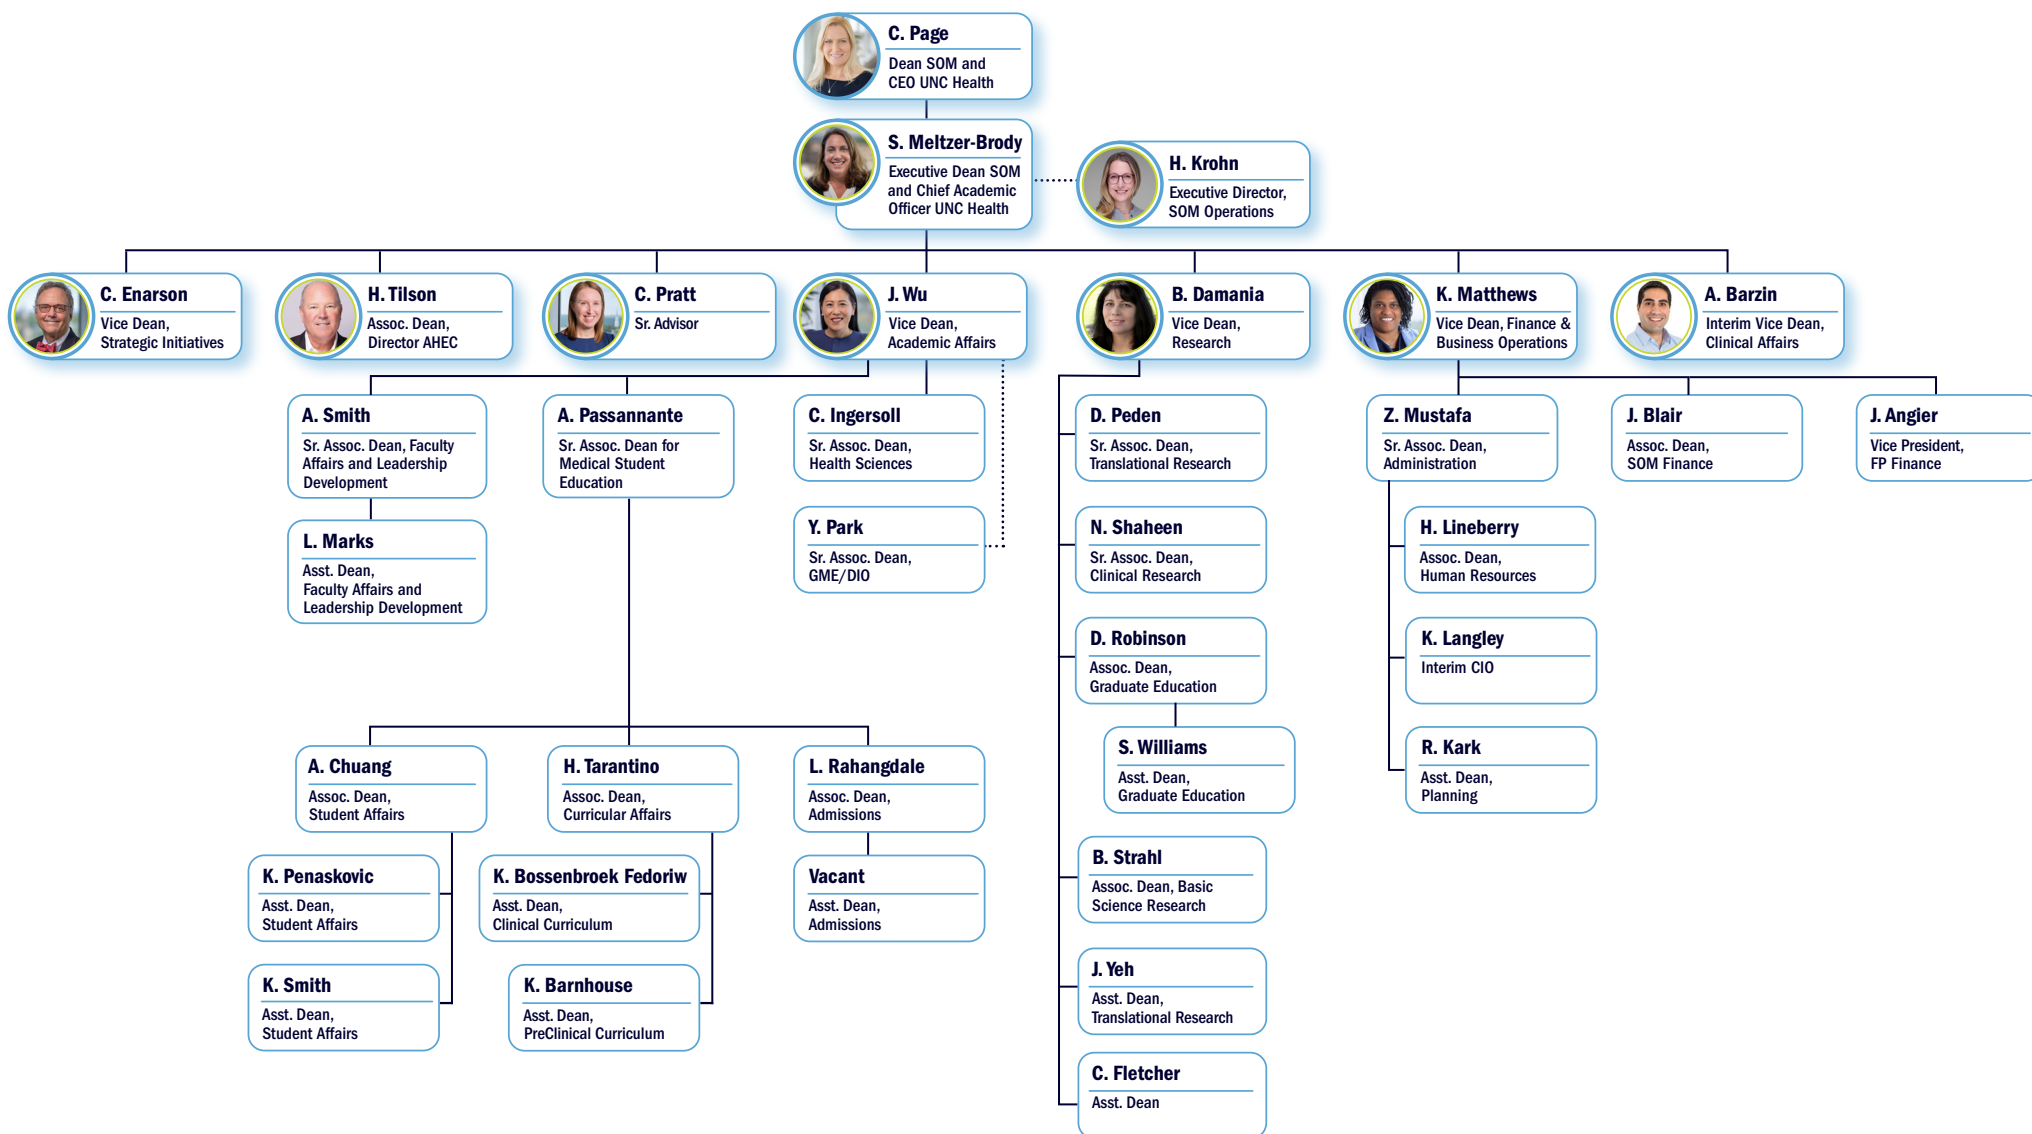 C. Page
Dean SOM and
CEO UNC Health
S. Meltzer-Brody
Executive Dean SOM
and Chief Academic
Officer UNC Health
H. Krohn
Executive Director,
SOM Operations
C. Enarson
Vice Dean,
Strategic Initiatives
H. Tilson
Assoc. Dean,
Director AHEC
C. Pratt
Sr. Advisor
J. Wu
Vice Dean,
Academic Affairs
B. Damania
Vice Dean,
Research
K. Matthews
Vice Dean, Finance &
Business Operations
A. Barzin
Interim Vice Dean,
Clinical Affairs
A. Smith
Sr. Assoc. Dean, Faculty
Affairs and Leadership
Development
A. Passannante
Sr. Assoc. Dean for
Medical Student
Education
C. Ingersoll
Sr. Assoc. Dean,
Health Sciences
D. Peden
Sr. Assoc. Dean,
Translational Research
Z. Mustafa
Sr. Assoc. Dean,
Administration
J. Blair
Assoc. Dean,
SOM Finance
J. Angier
Vice President,
FP Finance
L. Marks
Asst. Dean,
Faculty Affairs and
Leadership Development
Y. Park
Sr. Assoc. Dean,
GME/DIO
N. Shaheen
Sr. Assoc. Dean,
Clinical Research
H. Lineberry
Assoc. Dean,
Human Resources
D. Robinson
Assoc. Dean,
Graduate Education
K. Langley
Interim CIO
S. Williams
Asst. Dean,
Graduate Education
R. Kark
Asst. Dean,
Planning
A. Chuang
Assoc. Dean,
Student Affairs
H. Tarantino
Assoc. Dean,
Curricular Affairs
L. Rahangdale
Assoc. Dean,
Admissions
K. Penaskovic
Asst. Dean,
Student Affairs
K. Bossenbroek Fedoriw
Asst. Dean,
Clinical Curriculum
Vacant
Asst. Dean,
Admissions
B. Strahl
Assoc. Dean, Basic
Science Research
K. Smith
Asst. Dean,
Student Affairs
K. Barnhouse
Asst. Dean,
PreClinical Curriculum
J. Yeh
Asst. Dean,
Translational Research
C. Fletcher
Asst. Dean